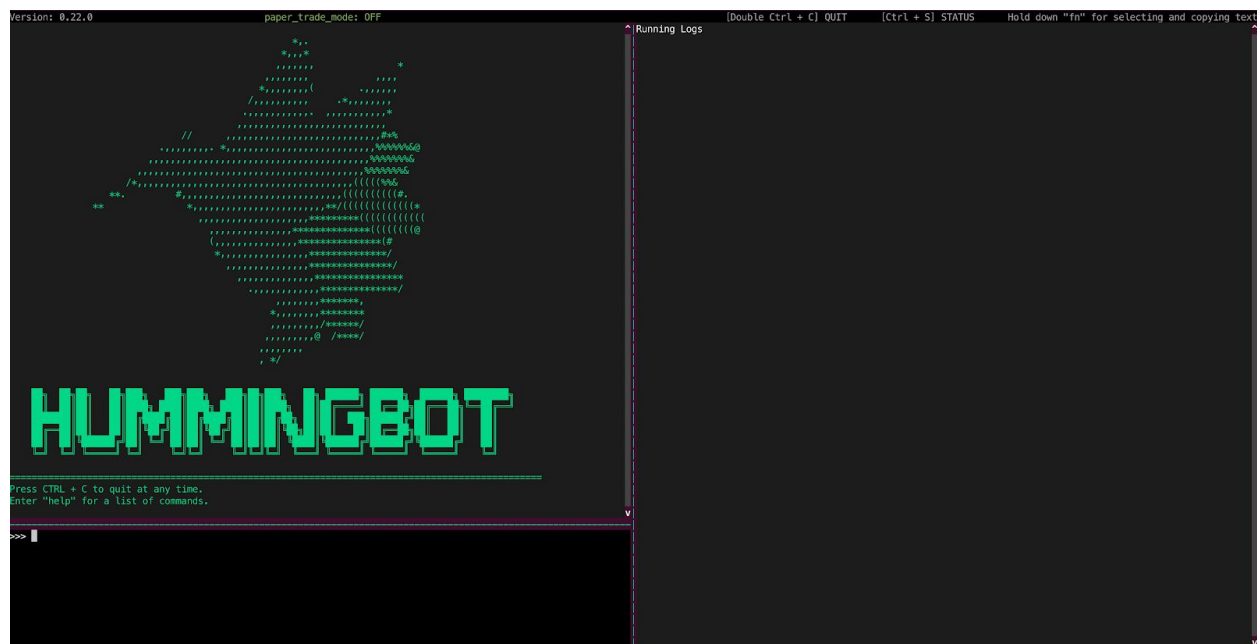 Version: 0.22.0 paper_trade_mode: OFF [Double Ctrl + C] QUIT [Ctrl + S] STATUS Hold down "fn" for selecting and copying text
Running Logs
HUMMINGBOT
Press CTRL + C to quit at any time.
Enter "help" for a list of commands.
>>>